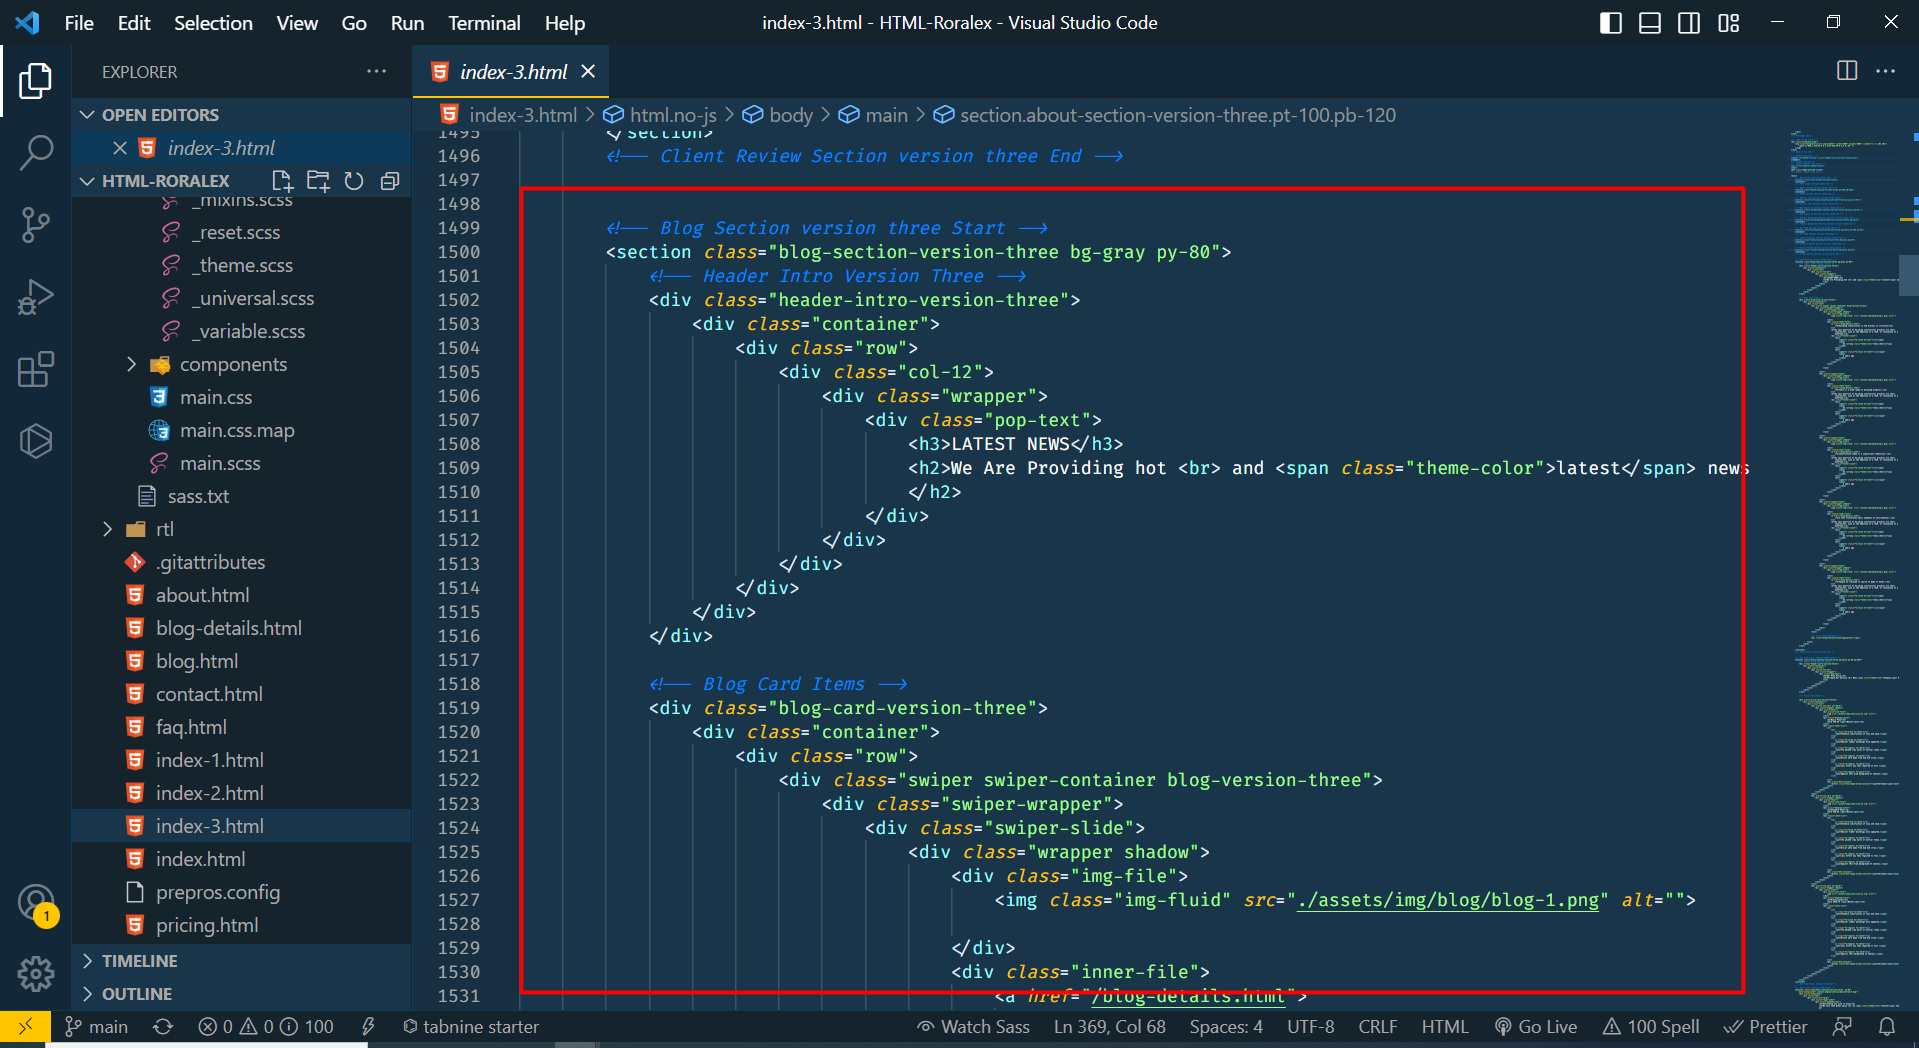 File Edit Selection View Go Run Terminal Help
index-3.html - HTML-Roralex - Visual Studio Code
EXPLORER
OPEN EDITORS
index-3.html
HTML-RORALEX
_mixins.scss
_reset.scss
_theme.scss
_universal.scss
_variable.scss
components
main.css
main.css.map
main.scss
sass.txt
rtl
.gitattributes
about.html
blog-details.html
blog.html
contact.html
faq.html
index-1.html
index-2.html
index-3.html
index.html
prepros.config
pricing.html
TIMELINE
OUTLINE
1
index-3.html
index-3.html > html.no-js > body > main > section.about-section-version-three.pt-100.pb-120
1495 </section>
1496 <!-- Client Review Section version three End -->
1497
1498
1499 <!-- Blog Section version three Start -->
1500 <section class="blog-section-version-three bg-gray py-80">
1501 <!-- Header Intro Version Three -->
1502 <div class="header-intro-version-three">
1503 <div class="container">
1504 <div class="row">
1505 <div class="col-12">
1506 <div class="wrapper">
1507 <div class="pop-text">
1508 <h3>LATEST NEWS</h3>
1509 <h2>We Are Providing hot <br> and <span class="theme-color">latest</span> news
1510 </h2>
1511 </div>
1512 </div>
1513 </div>
1514 </div>
1515 </div>
1516 </div>
1517
1518 <!-- Blog Card Items -->
1519 <div class="blog-card-version-three">
1520 <div class="container">
1521 <div class="row">
1522 <div class="swiper swiper-container blog-version-three">
1523 <div class="swiper-wrapper">
1524 <div class="swiper-slide">
1525 <div class="wrapper shadow">
1526 <div class="img-file">
1527 <img class="img-fluid" src="./assets/img/blog/blog-1.png" alt="">
1528
1529 </div>
1530 <div class="inner-file">
1531 <a href="/blog-details.html">
main 0 0 100 tabnine starter Watch Sass Ln 369, Col 68 Spaces: 4 UTF-8 CRLF HTML Go Live 100 Spell Prettier